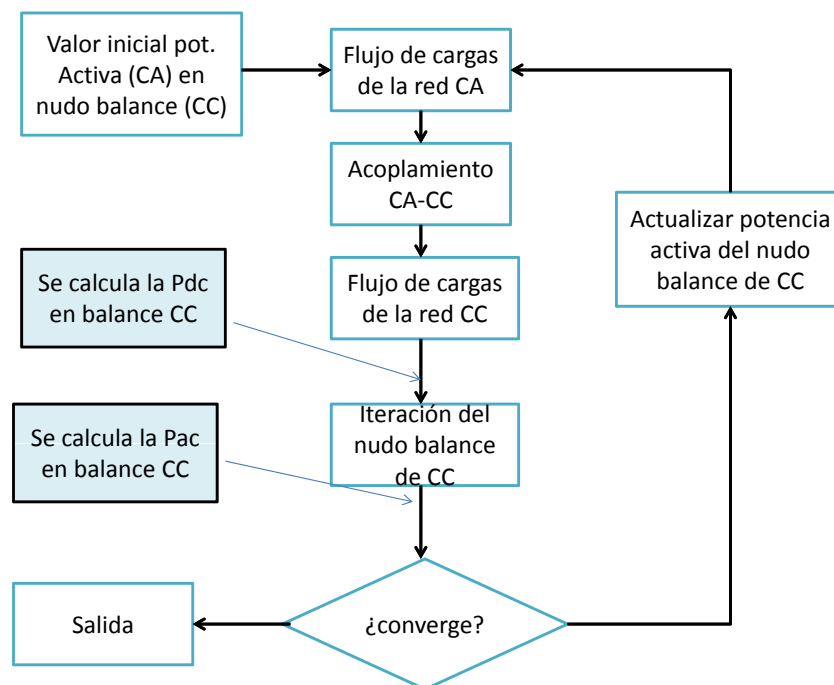 Valor inicial pot.
Activa (CA) en
nudo balance (CC)
Flujo de cargas
de la red CA
Acoplamiento
CA-CC
Actualizar potencia
activa del nudo
balance de CC
Se calcula la Pdc
en balance CC
Flujo de cargas
de la red CC
Se calcula la Pac
en balance CC
Iteración del
nudo balance
de CC
Salida
¿converge?